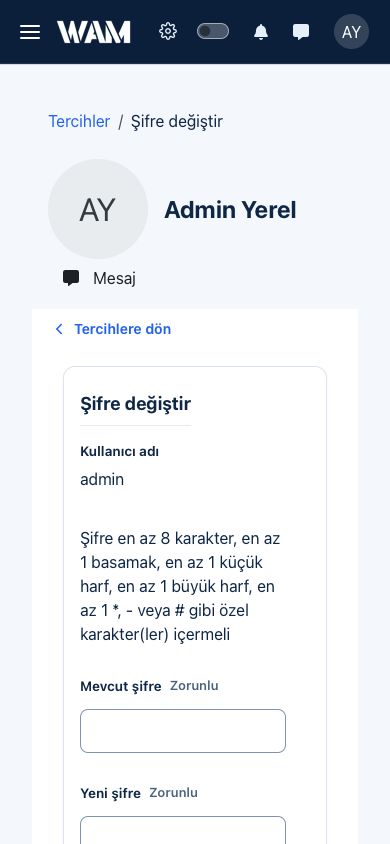 WAM
AY
Tercihler / Şifre değiştir
AY
Admin Yerel
Mesaj
Tercihlere dön
Şifre değiştir
Kullanıcı adı
admin
Şifre en az 8 karakter, en az
1 basamak, en az 1 küçük
harf, en az 1 büyük harf, en
az 1 *, - veya # gibi özel
karakter(ler) içermeli
Mevcut şifre Zorunlu
Yeni şifre Zorunlu